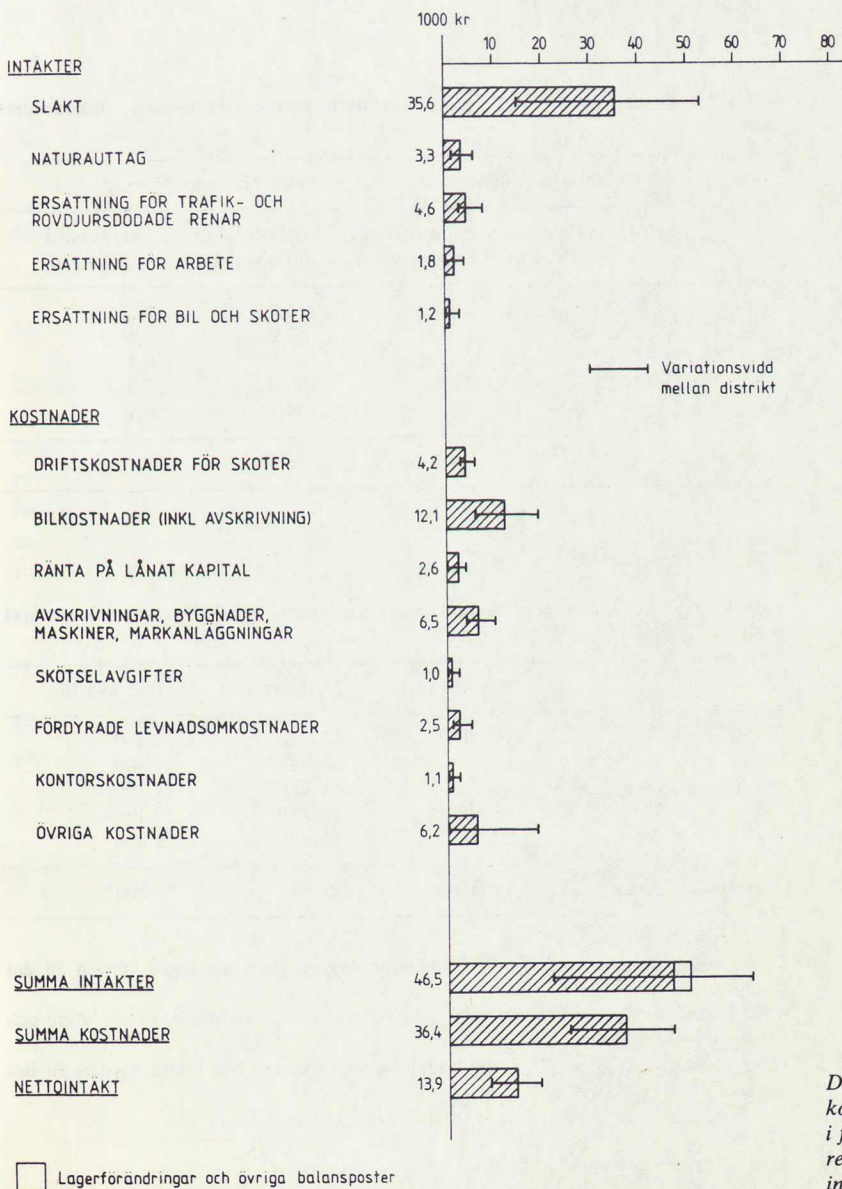 1000 kr
10 20 30 40 50 60 70 80
INTÄKTER
SLAKT 35,6
NATURAUTTAG 3,3
ERSÄTTNING FÖR TRAFIK- OCH
ROVDJURSDÖDADE RENAR 4,6
ERSÄTTNING FÖR ARBETE 1,8
ERSÄTTNING FÖR BIL OCH SKOTER 1,2
Variationsvidd
mellan distrikt
KOSTNADER
DRIFTSKOSTNADER FÖR SKOTER 4,2
BILKOSTNADER (INKL AVSKRIVNING) 12,1
RÄNTA PÅ LÅNAT KAPITAL 2,6
AVSKRIVNINGAR, BYGGNADER,
MASKINER, MARKANLÄGGNINGAR 6,5
SKÖTSELAVGIFTER 1,0
FÖRDYRADE LEVNADSOMKOSTNADER 2,5
KONTORSKOSTNADER 1,1
ÖVRIGA KOSTNADER 6,2
SUMMA INTÄKTER 46,5
SUMMA KOSTNADER 36,4
NETTOINTÄKT 13,9
Lagerförändringar och övriga balansposter